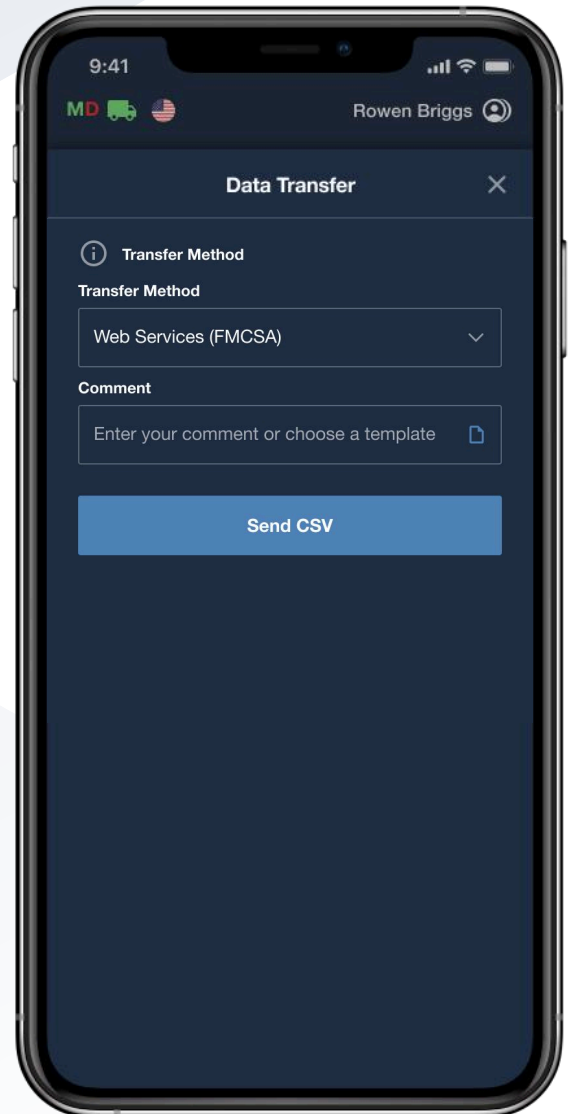 9:41
MD
Rowen Briggs
Data Transfer
Transfer Method
Transfer Method
Web Services (FMCSA)
Comment
Enter your comment or choose a template
Send CSV